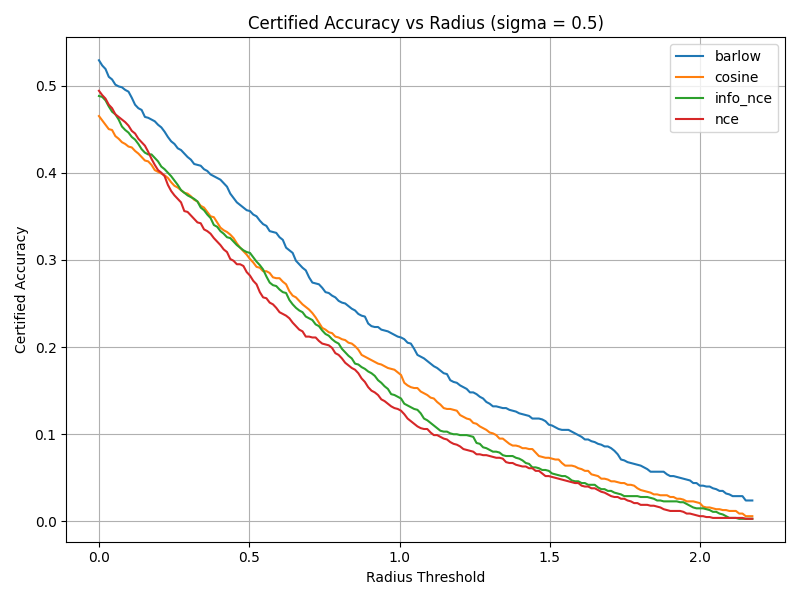 Certified Accuracy vs Radius (sigma = 0.5)
barlow
cosine
info_nce
nce
Certified Accuracy
0.5
0.4
0.3
0.2
0.1
0.0
0.0 0.5 1.0 1.5 2.0
Radius Threshold